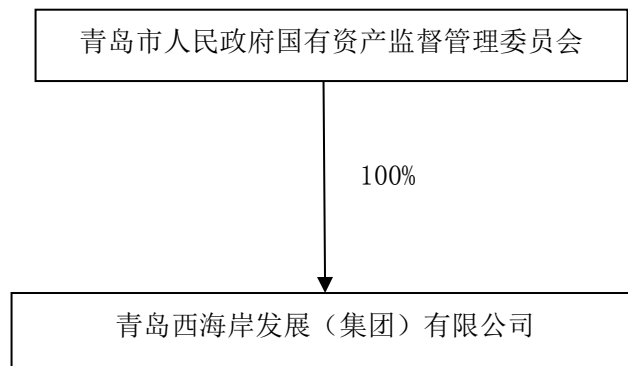 青岛市人民政府国有资产监督管理委员会
100%
青岛西海岸发展（集团）有限公司